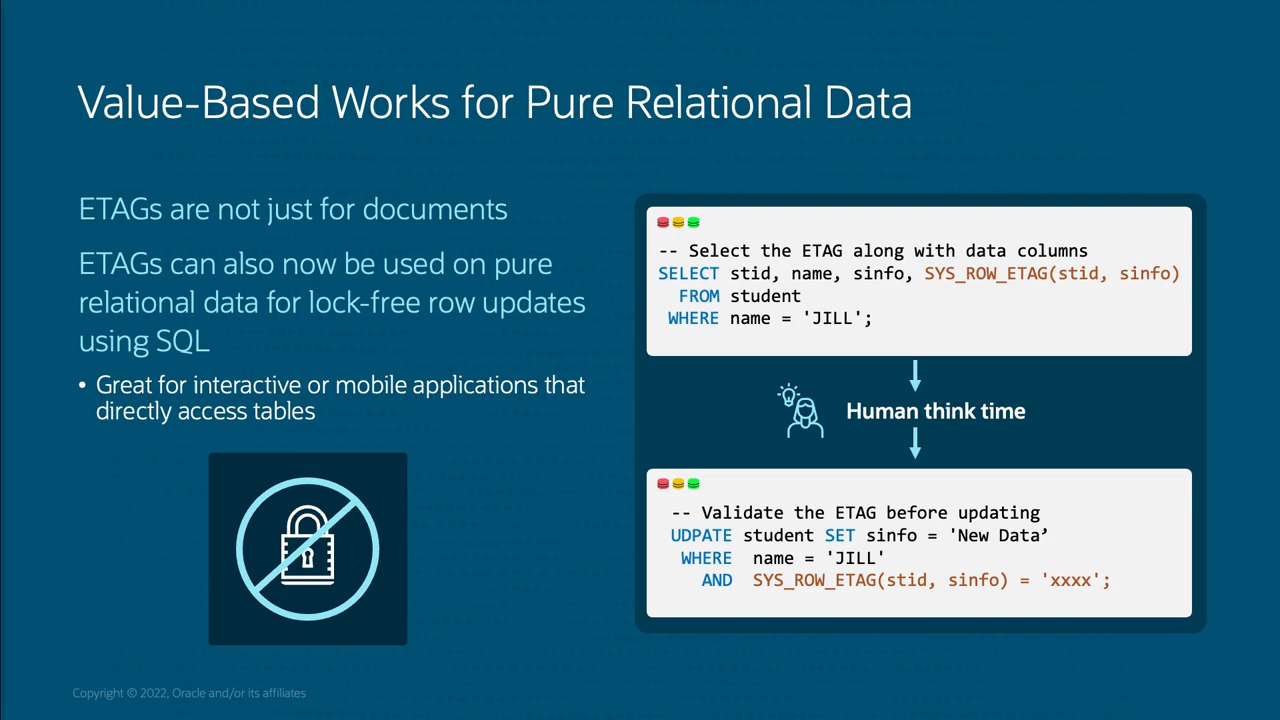 Value-Based Works for Pure Relational Data
ETAGs are not just for documents
ETAGs can also now be used on pure
relational data for lock-free row updates
using SQL
• Great for interactive or mobile applications that
directly access tables
-- Select the ETAG along with data columns
SELECT stid, name, sinfo, SYS_ROW_ETAG(stid, sinfo)
FROM student
WHERE name = 'JILL';
Human think time
-- Validate the ETAG before updating
UDPATE student SET sinfo = 'New Data’
WHERE name = 'JILL'
AND SYS_ROW_ETAG(stid, sinfo) = 'xxxx';
Copyright © 2022, Oracle and/or its affiliates